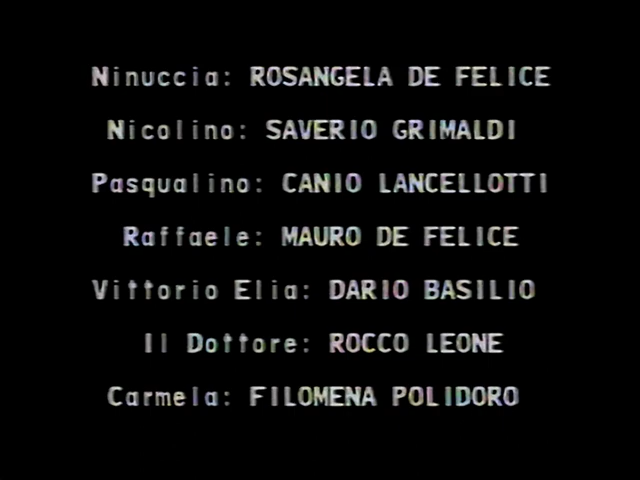 Ninuccia: ROSANGELA DE FELICE
Nicolino: SAVERIO GRIMALDI
Pasqualino: CANIO LANCELLOTTI
Raffaele: MAURO DE FELICE
Vittorio Elia: DARIO BASILIO
Il Dottore: ROCCO LEONE
Carmela: FILOMENA POLIDORO